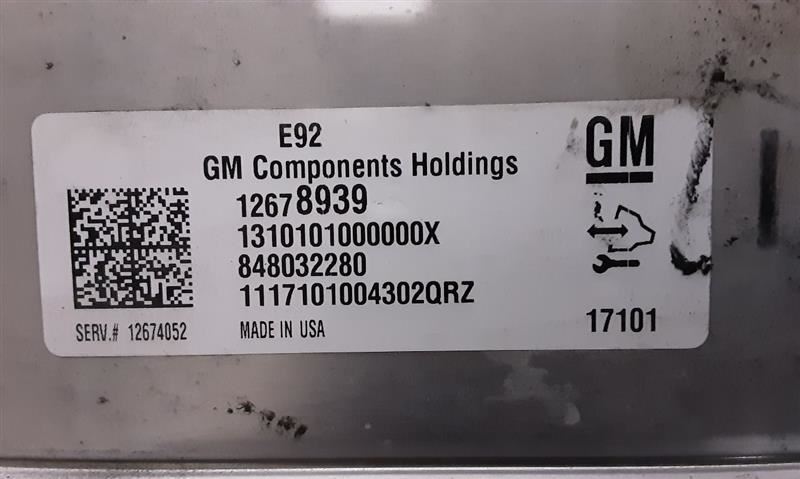 E92
GM Components Holdings
GM
12678939
1310101000000X
848032280
1117101004302QRZ
SERV.# 12674052
MADE IN USA
17101